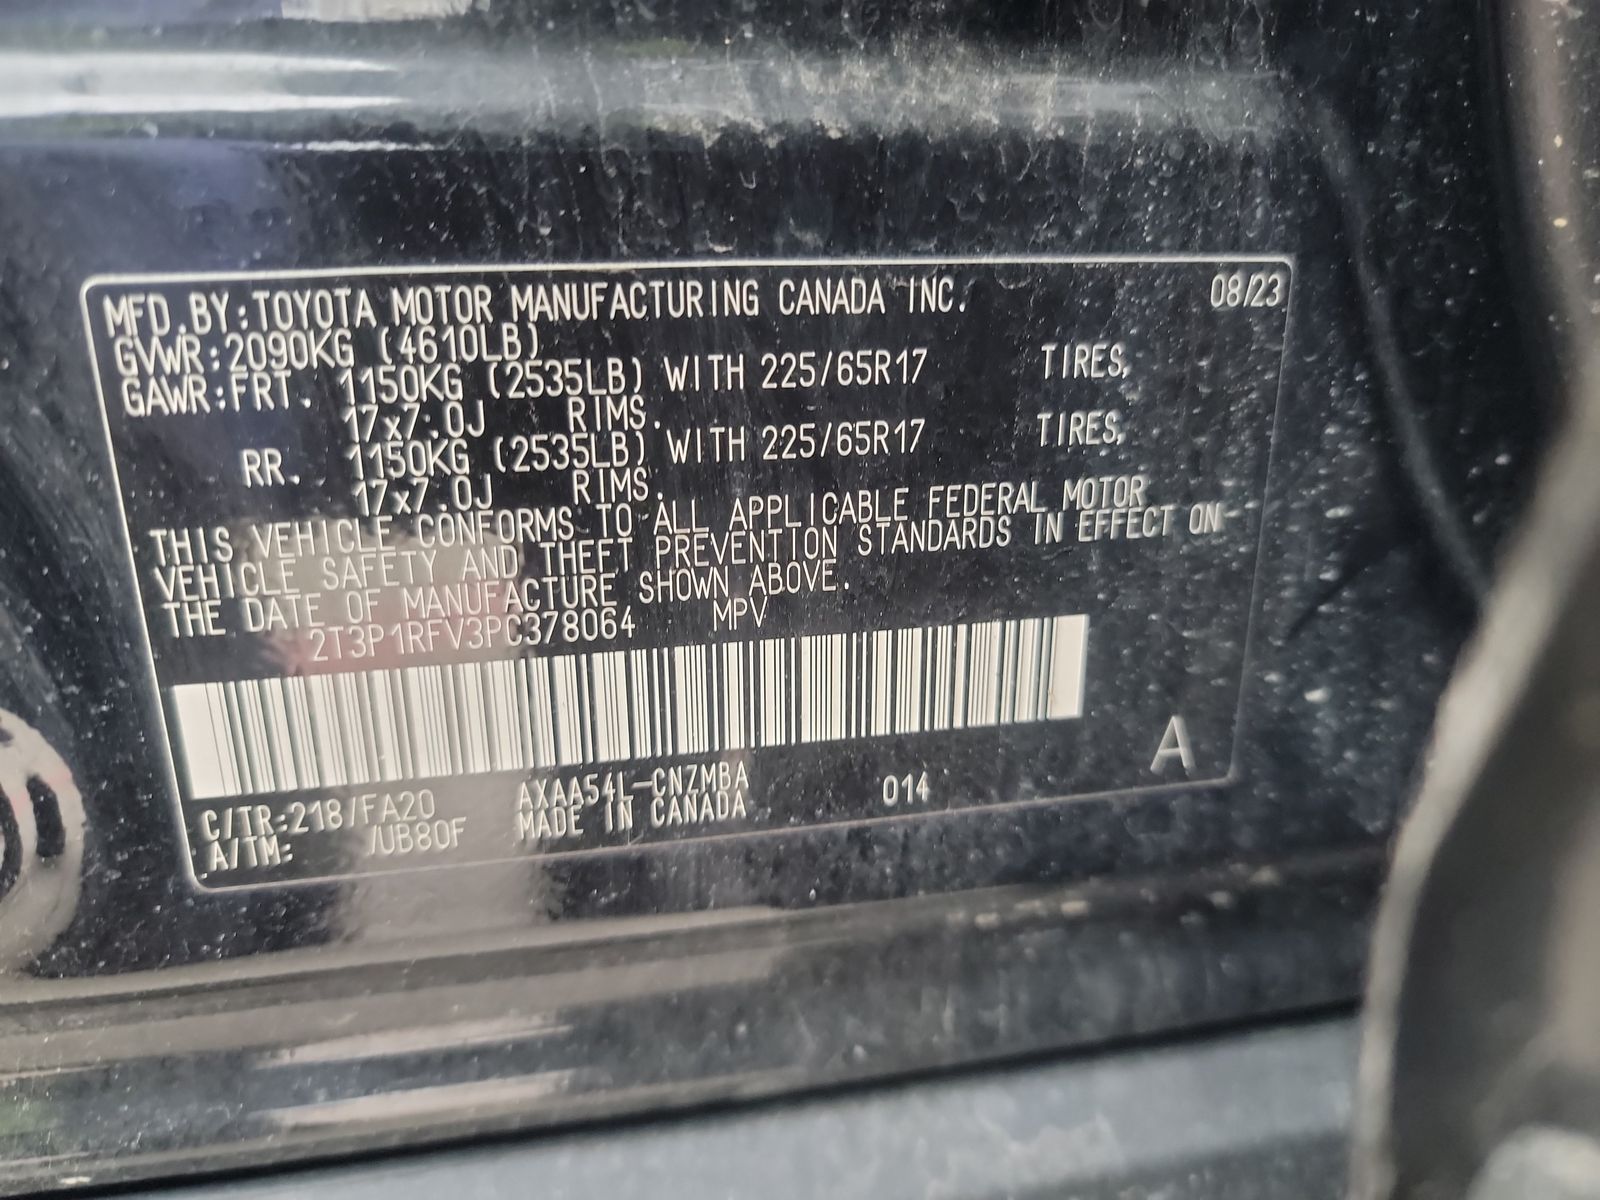 MFD.BY:TOYOTA MOTOR MANUFACTURING CANADA INC. 08/23
GVWR:2090KG (4610LB)
GAWR:FRT. 1150KG (2535LB) WITH 225/65R17 TIRES,
17x7.0J RIMS.
RR. 1150KG (2535LB) WITH 225/65R17 TIRES,
17x7.0J RIMS.
THIS VEHICLE CONFORMS TO ALL APPLICABLE FEDERAL MOTOR
VEHICLE SAFETY AND THEFT PREVENTION STANDARDS IN EFFECT ON
THE DATE OF MANUFACTURE SHOWN ABOVE.
2T3P1RFV3PC378064 MPV
A
C/TR:218/FA20 AXAA54L-CNZMBA 014
A/TM: /UB80F MADE IN CANADA